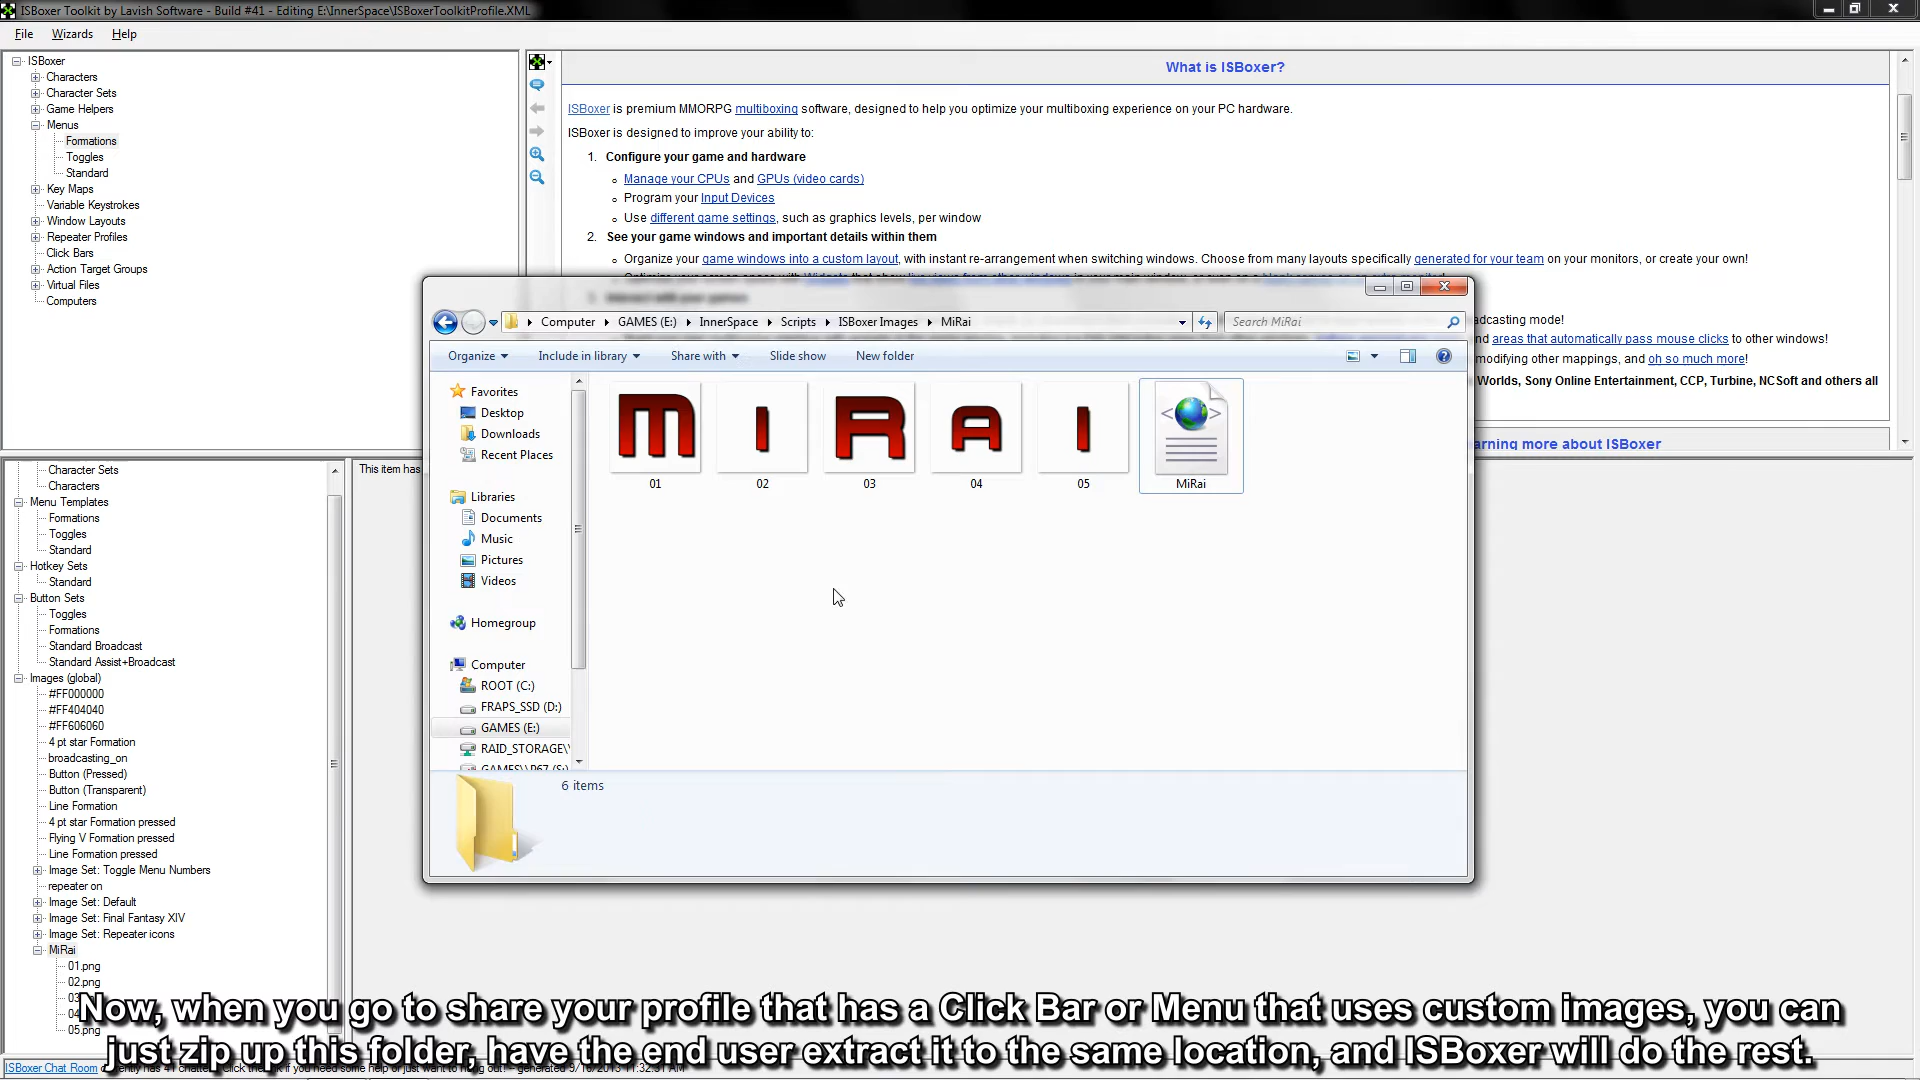 ISBoxer Toolkit by Lavish Software - Build #41 - Editing E:\InnerSpace\ISBoxerToolkitProfile.XML
File Wizards Help
ISBoxer
Characters
Character Sets
Game Helpers
Menus
Formations
Toggles
Standard
Key Maps
Variable Keystrokes
Window Layouts
Repeater Profiles
Click Bars
Action Target Groups
Virtual Files
Computers
What is ISBoxer?
ISBoxer is premium MMORPG multiboxing software, designed to help you optimize your multiboxing experience on your PC hardware.
ISBoxer is designed to improve your ability to:
1. Configure your game and hardware
Manage your CPUs and GPUs (video cards)
Program your Input Devices
Use different game settings, such as graphics levels, per window
2. See your game windows and important details within them
Organize your game windows into a custom layout, with instant re-arrangement when switching windows. Choose from many layouts specifically generated for your team on your monitors, or create your own!
adcasting mode!
areas that automatically pass mouse clicks to other windows!
modifying other mappings, and oh so much more!
Worlds, Sony Online Entertainment, CCP, Turbine, NCSoft and others all
arning more about ISBoxer
Computer GAMES (E:) InnerSpace Scripts ISBoxer Images MiRai
Search MiRai
Organize Include in library Share with Slide show New folder
Favorites
Desktop
Downloads
Recent Places
Libraries
Documents
Music
Pictures
Videos
Homegroup
Computer
ROOT (C:)
FRAPS_SSD (D:)
GAMES (E:)
RAID_STORAGE\
M I R A I
01 02 03 04 05 MiRai
6 items
Character Sets
Characters
Menu Templates
Formations
Toggles
Standard
Hotkey Sets
Standard
Button Sets
Toggles
Formations
Standard Broadcast
Standard Assist+Broadcast
Images (global)
#FF000000
#FF404040
#FF606060
4 pt star Formation
broadcasting_on
Button (Pressed)
Button (Transparent)
Line Formation
4 pt star Formation pressed
Flying V Formation pressed
Line Formation pressed
Image Set: Toggle Menu Numbers
repeater on
Image Set: Default
Image Set: Final Fantasy XIV
Image Set: Repeater icons
MiRai
01.png
02.png
05.png
This item has
Now, when you go to share your profile that has a Click Bar or Menu that uses custom images, you can
just zip up this folder, have the end user extract it to the same location, and ISBoxer will do the rest.
ISBoxer Chat Room